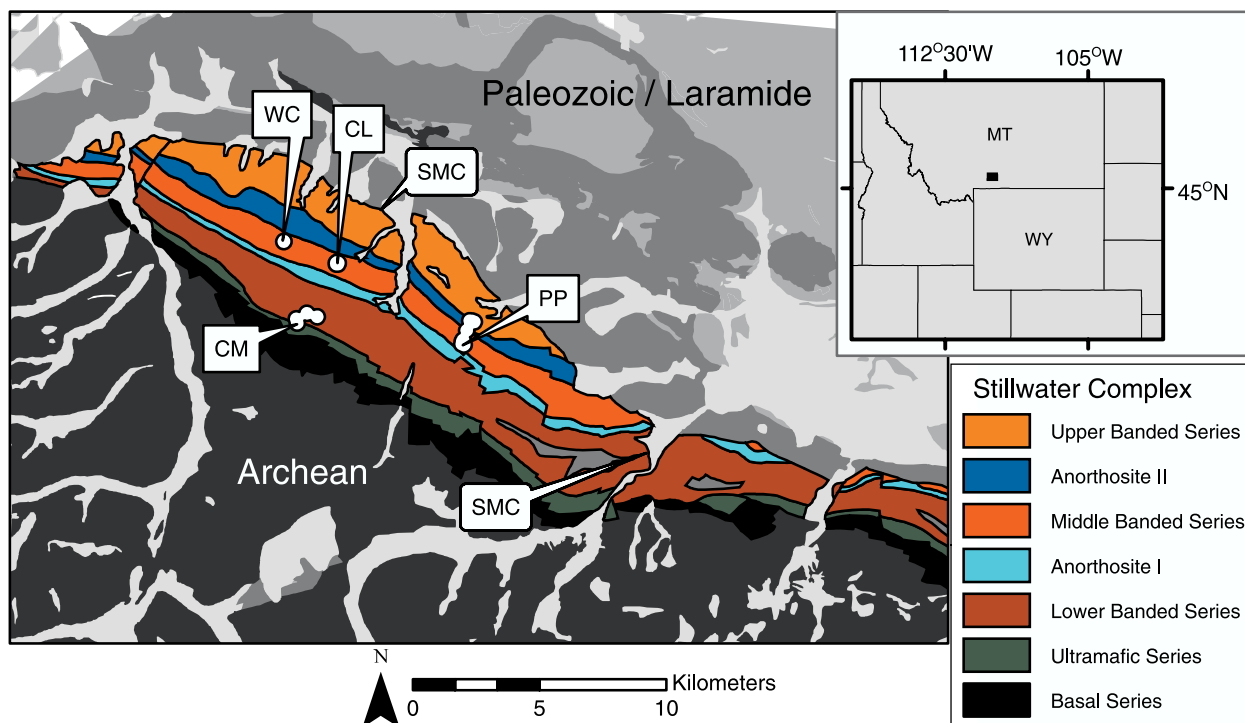 Paleozoic / Laramide
WC
CL
SMC
PP
CM
Archean
SMC
112°30'W
105°W
MT
45°N
WY
Stillwater Complex
Upper Banded Series
Anorthosite II
Middle Banded Series
Anorthosite I
Lower Banded Series
Ultramafic Series
Basal Series
N
Kilometers
0
5
10